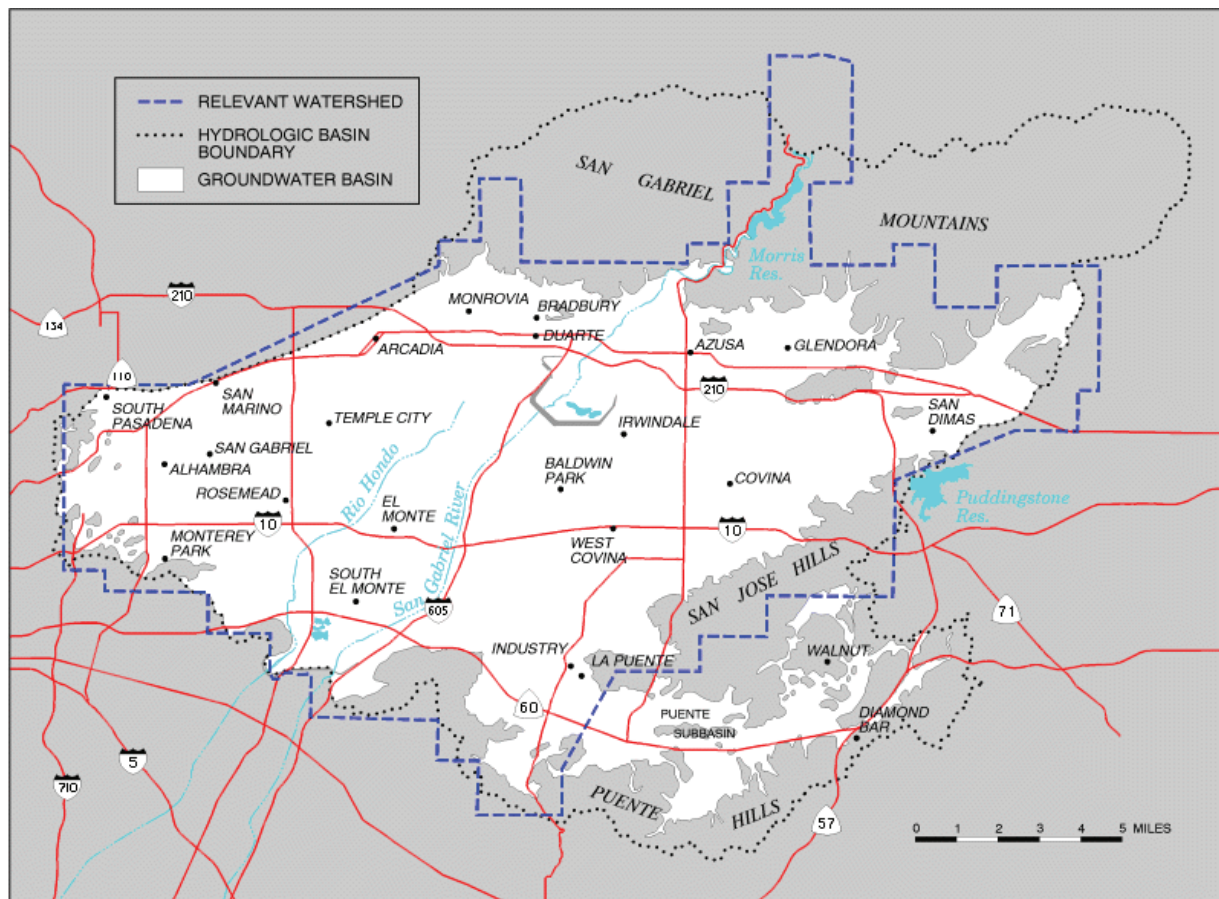 RELEVANT WATERSHED
HYDROLOGIC BASIN
BOUNDARY
GROUNDWATER BASIN
SAN
GABRIEL
MOUNTAINS
Morris
Res.
MONROVIA
BRADBURY
DUARTE
210
134
ARCADIA
AZUSA
GLENDORA
110
SAN
MARINO
210
SOUTH
PASADENA
SAN
DIMAS
TEMPLE CITY
IRWINDALE
SAN GABRIEL
ALHAMBRA
BALDWIN
PARK
COVINA
Rio Hondo
ROSEMEAD
EL
MONTE
Puddingstone
Res.
10
10
MONTEREY
PARK
WEST
COVINA
San Gabriel River
SOUTH
EL MONTE
605
SAN JOSE HILLS
71
INDUSTRY
LA PUENTE
WALNUT
60
PUENTE
SUBBASIN
DIAMOND
BAR
5
710
PUENTE
HILLS
57
0 1 2 3 4 5 MILES